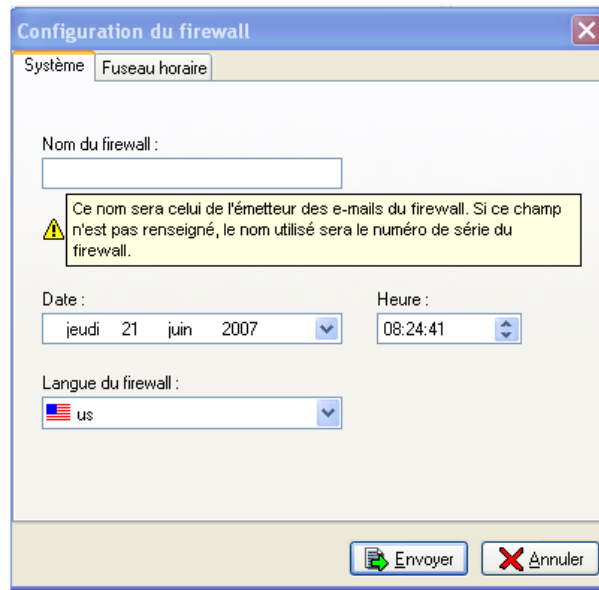 Configuration du firewall
Système
Fuseau horaire
Nom du firewall :
Ce nom sera celui de l'émetteur des e-mails du firewall. Si ce champ
n'est pas renseigné, le nom utilisé sera le numéro de série du
firewall.
Date :
Heure :
jeudi 21 juin 2007
08:24:41
Langue du firewall :
us
Envoyer
Annuler